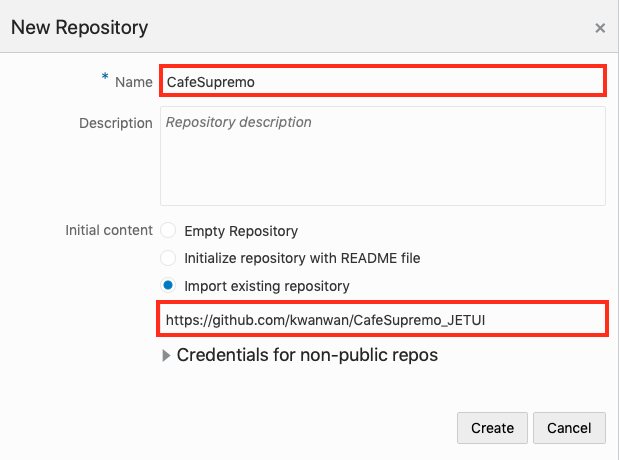 New Repository ×
* Name CafeSupremo
Description Repository description
Initial content Empty Repository
Initialize repository with README file
Import existing repository
https://github.com/kwanwan/CafeSupremo_JETUI
Credentials for non-public repos
Create Cancel